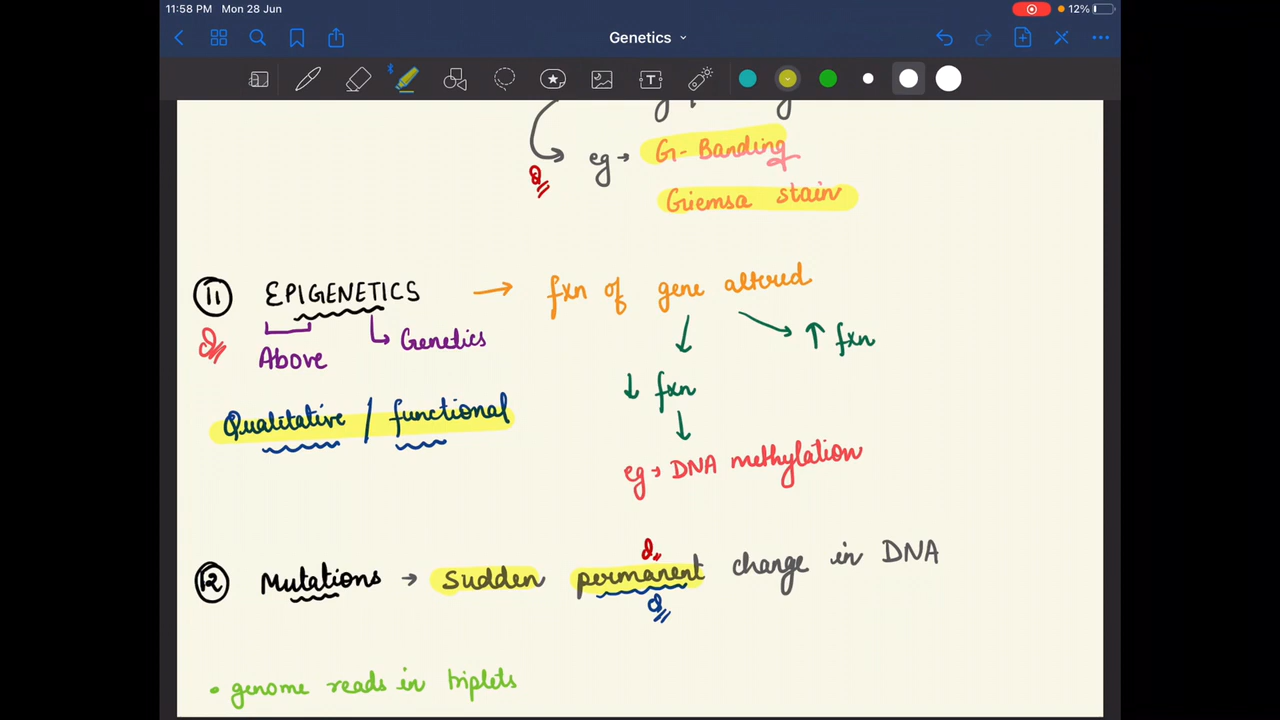 11:58 PM Mon 28 Jun
12%
Genetics
T
eg → G-Banding
Q
Giemsa stain
11 EPIGENETICS → fxn of gene altered
Q
Above
Genetics
↑ fxn
↓ fxn
Qualitative / functional
eg → DNA methylation
Q
12 Mutations → Sudden permanent change in DNA
Q
• genome reads in triplets